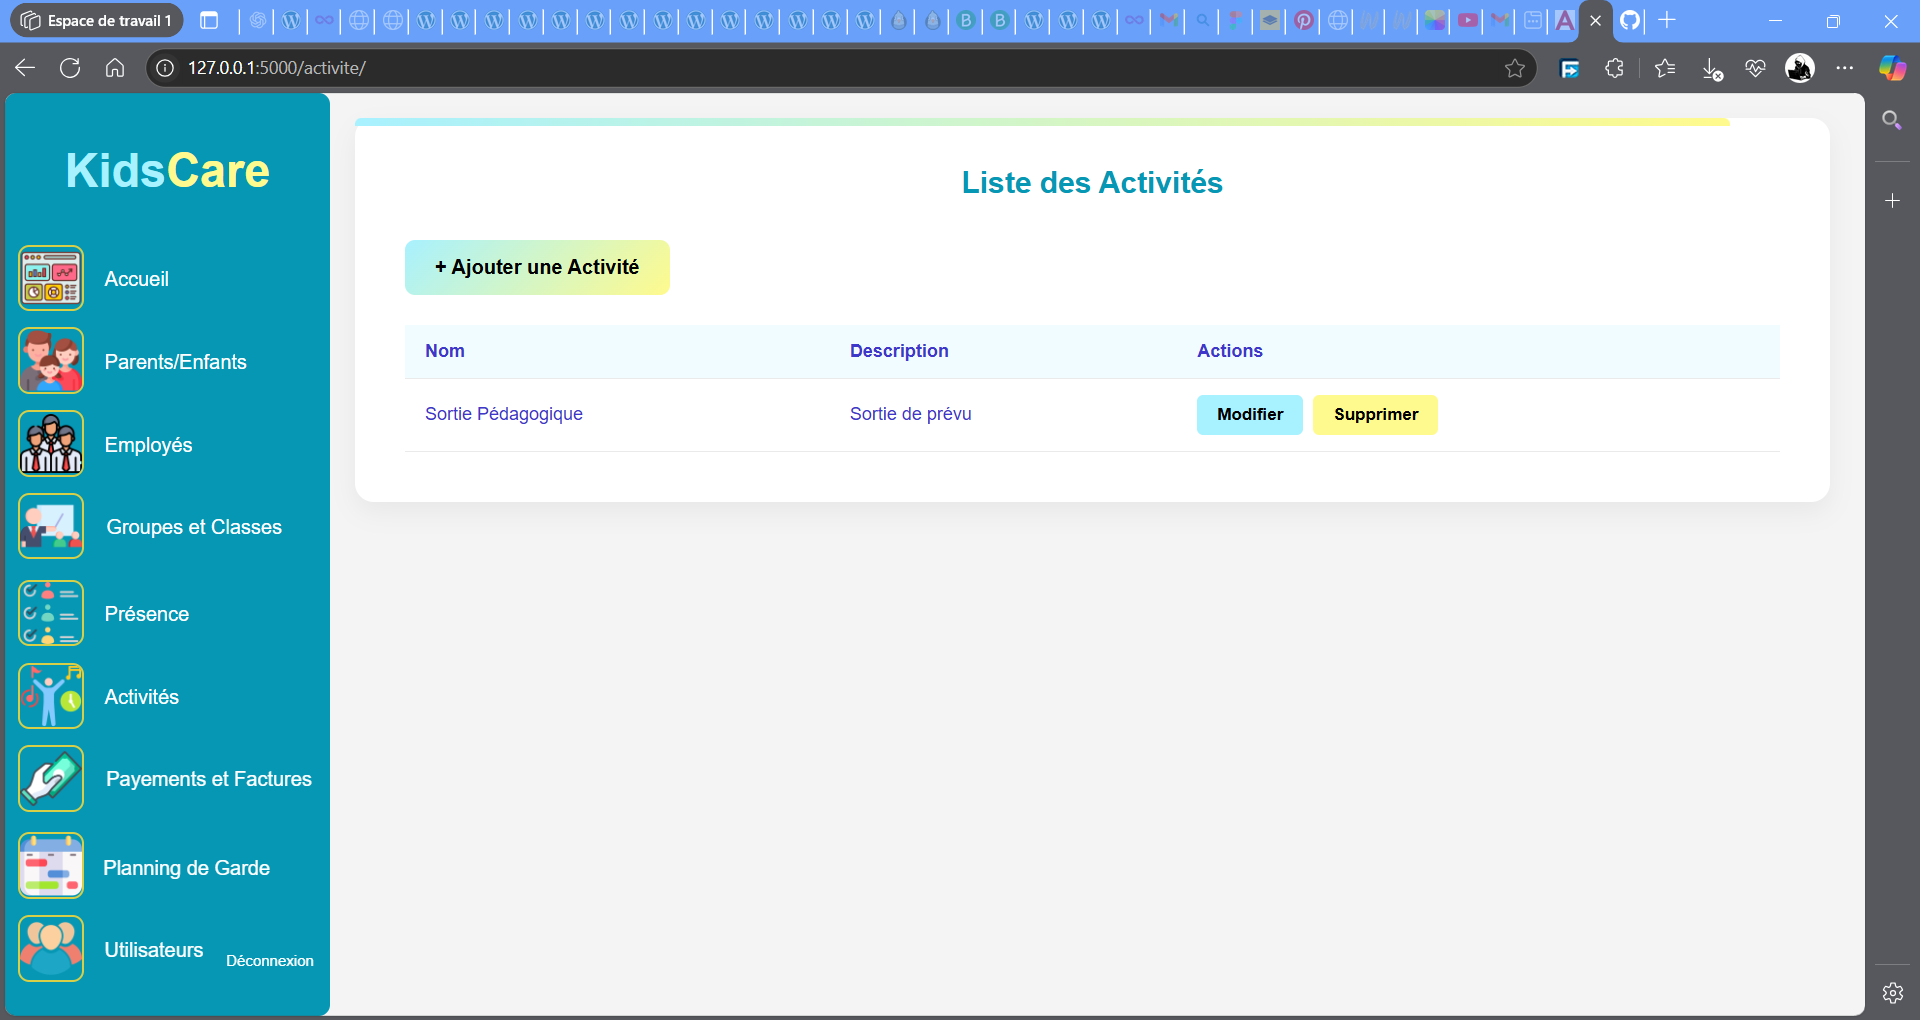 Espace de travail 1
127.0.0.1:5000/activite/
KidsCare
Accueil
Parents/Enfants
Employés
Groupes et Classes
Présence
Activités
Payements et Factures
Planning de Garde
Utilisateurs
Déconnexion
Liste des Activités
+ Ajouter une Activité
Nom Description Actions
Sortie Pédagogique Sortie de prévu Modifier Supprimer